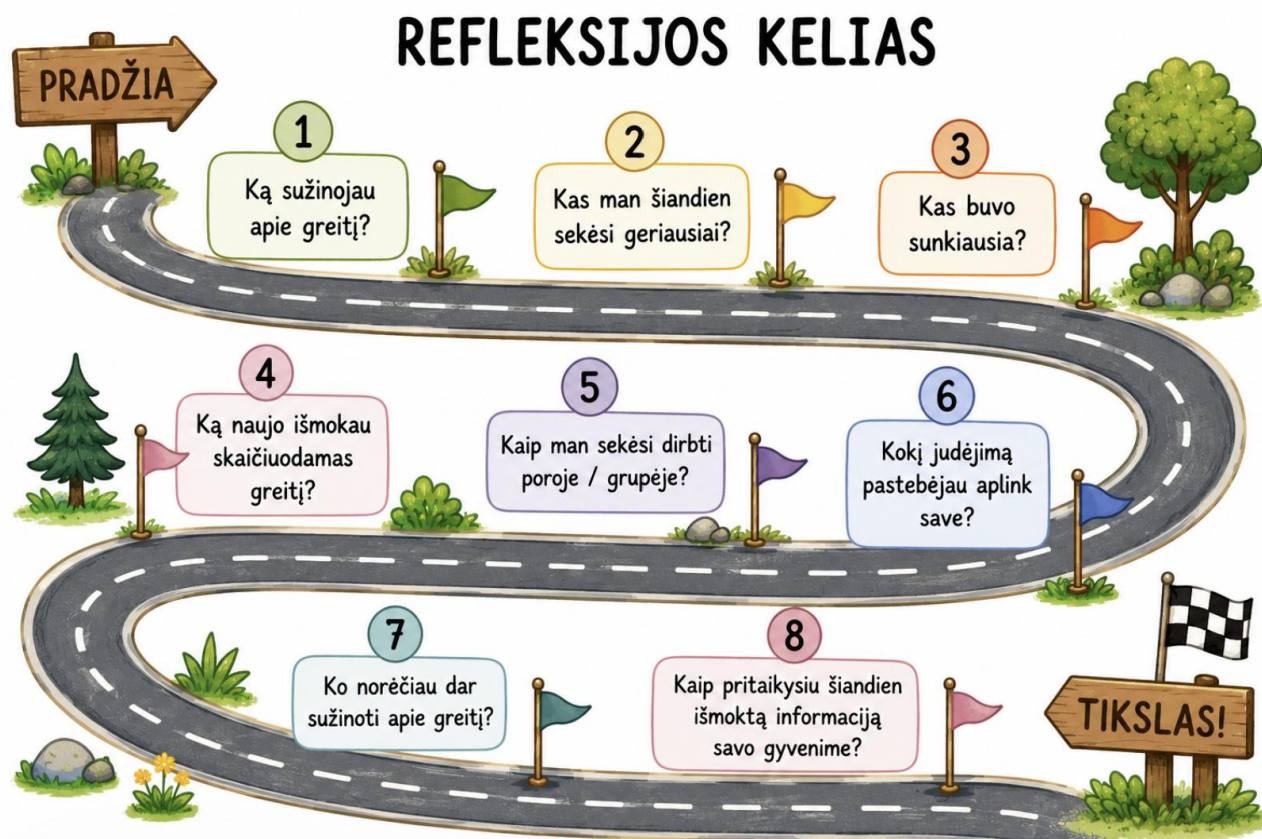 REFLEKSIJOS KELIAS
PRADŽIA
1
Ką sužinojau
apie greitį?
2
Kas man šiandien
sekėsi geriausiai?
3
Kas buvo
sunkiausia?
4
Ką naujo išmokau
skaičiuodamas
greitį?
5
Kaip man sekėsi dirbti
poroje / grupėje?
6
Kokį judėjimą
pastebėjau aplink
save?
7
Ko norėčiau dar
sužinoti apie greitį?
8
Kaip pritaikysiu šiandien
išmoktą informaciją
savo gyvenime?
TIKSLAS!